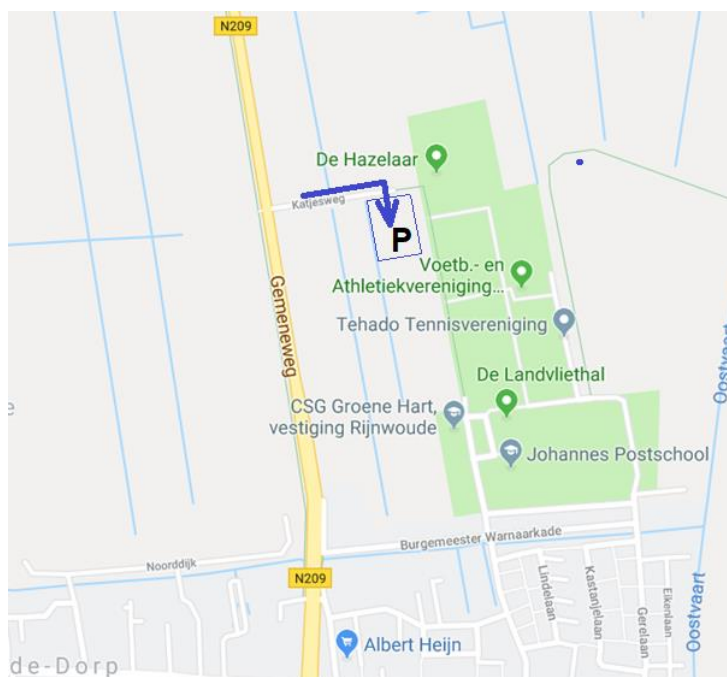 N209
De Hazelaar
Katjesweg
P
Voetb.- en
Athletiekvereniging...
Gemeneweg
Tehado Tennisvereniging
Oostvaart
De Landvliethal
CSG Groene Hart,
vestiging Rijnwoude
Johannes Postschool
Burgemeester Warnaarkade
Noorddijk
N209
Lindelaan
Kastanjelaan
Eikenlaan
Gerelaan
Oostvaart
Albert Heijn
de-Dorp